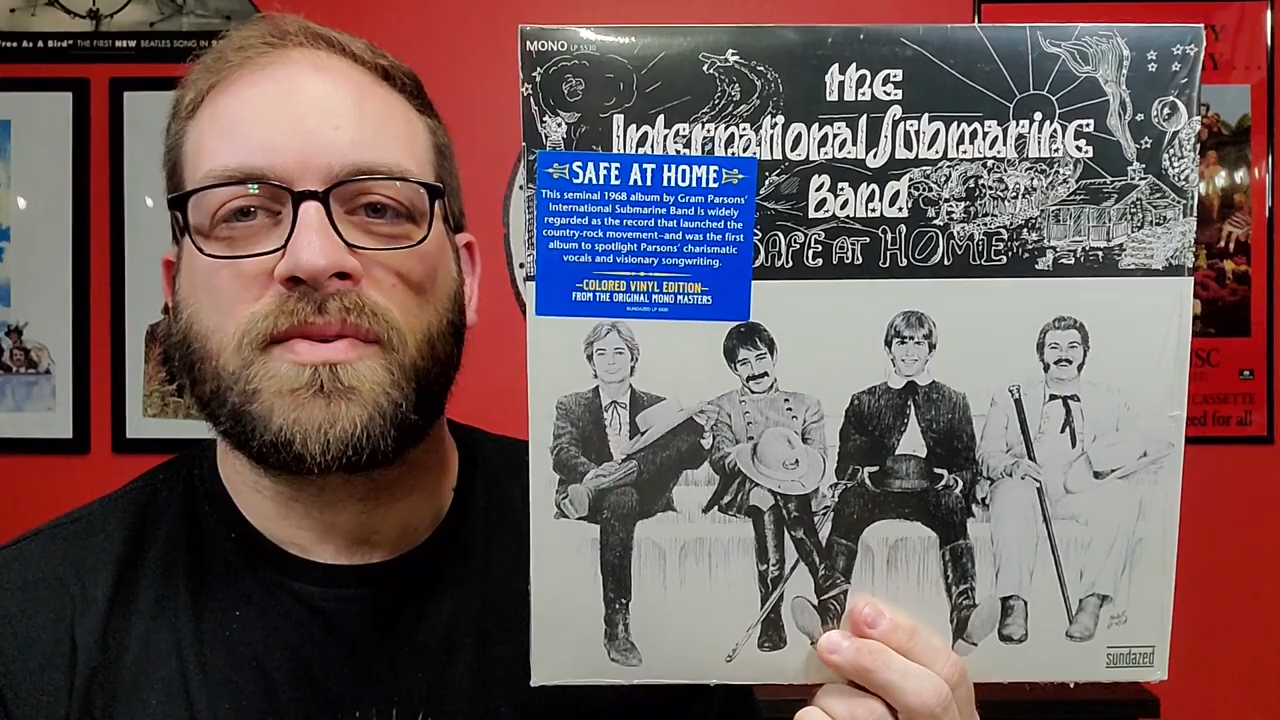 Free As A Bird" THE FIRST NEW BEATLES SONG IN 2
MONO LP 5530
the
International Submarine
Band
SAFE AT HOME
SAFE AT HOME
This seminal 1968 album by Gram Parsons'
International Submarine Band is widely
regarded as the record that launched the
country-rock movement—and was the first
album to spotlight Parsons' charismatic
vocals and visionary songwriting.
—COLORED VINYL EDITION—
FROM THE ORIGINAL MONO MASTERS
SUNDAZED LP 5530
sundazed
SC
CASSETTE
eed for all